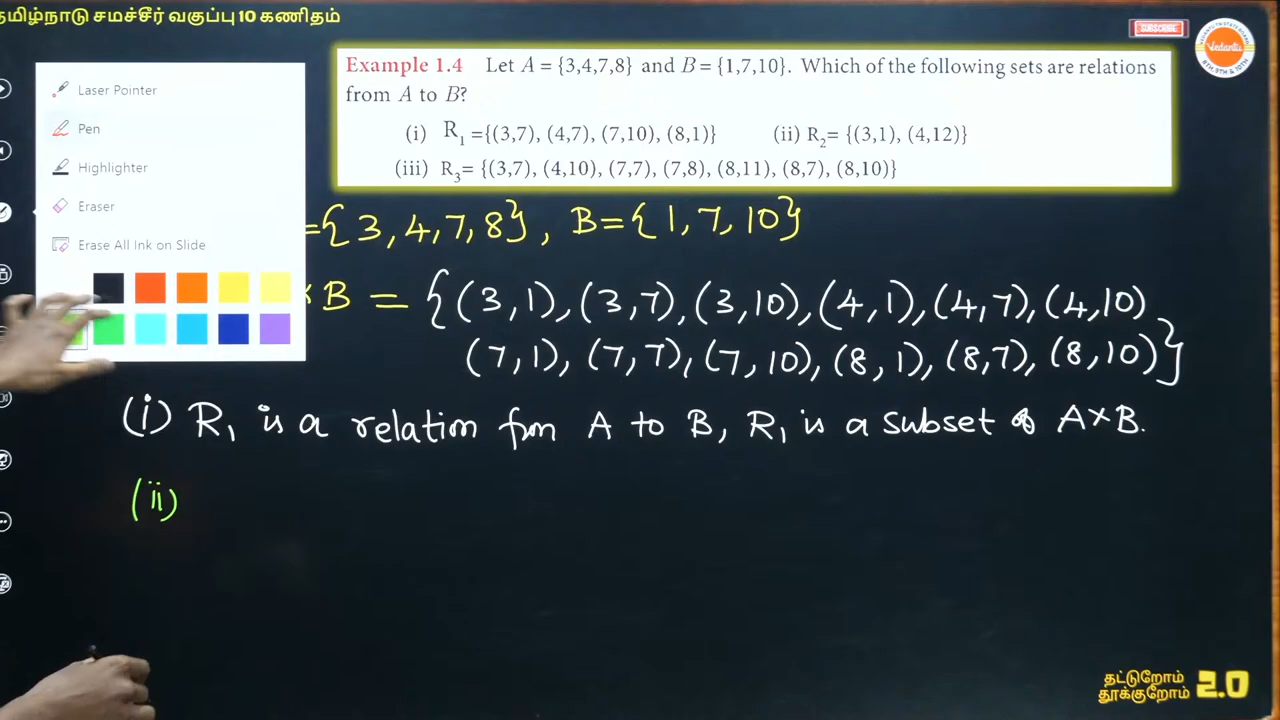 தமிழ்நாடு சமச்சீர் வகுப்பு 10 கணிதம்
SUBSCRIBE
Vedantu
8TH, 9TH & 10TH
Example 1.4 Let A = {3,4,7,8} and B = {1,7,10}. Which of the following sets are relations
from A to B?
(i) R1 ={(3,7), (4,7), (7,10), (8,1)} (ii) R2= {(3,1), (4,12)}
(iii) R3= {(3,7), (4,10), (7,7), (7,8), (8,11), (8,7), (8,10)}
Laser Pointer
Pen
Highlighter
Eraser
Erase All Ink on Slide
={3,4,7,8}, B={1,7,10}
× B = {(3,1),(3,7),(3,10),(4,1),(4,7),(4,10)
(7,1), (7,7),(7,10),(8,1),(8,7),(8,10)}
(i) R1 is a relation from A to B, R1 is a subset of A×B.
(ii)
தட்டுறோம்
தூக்குறோம் 2.0